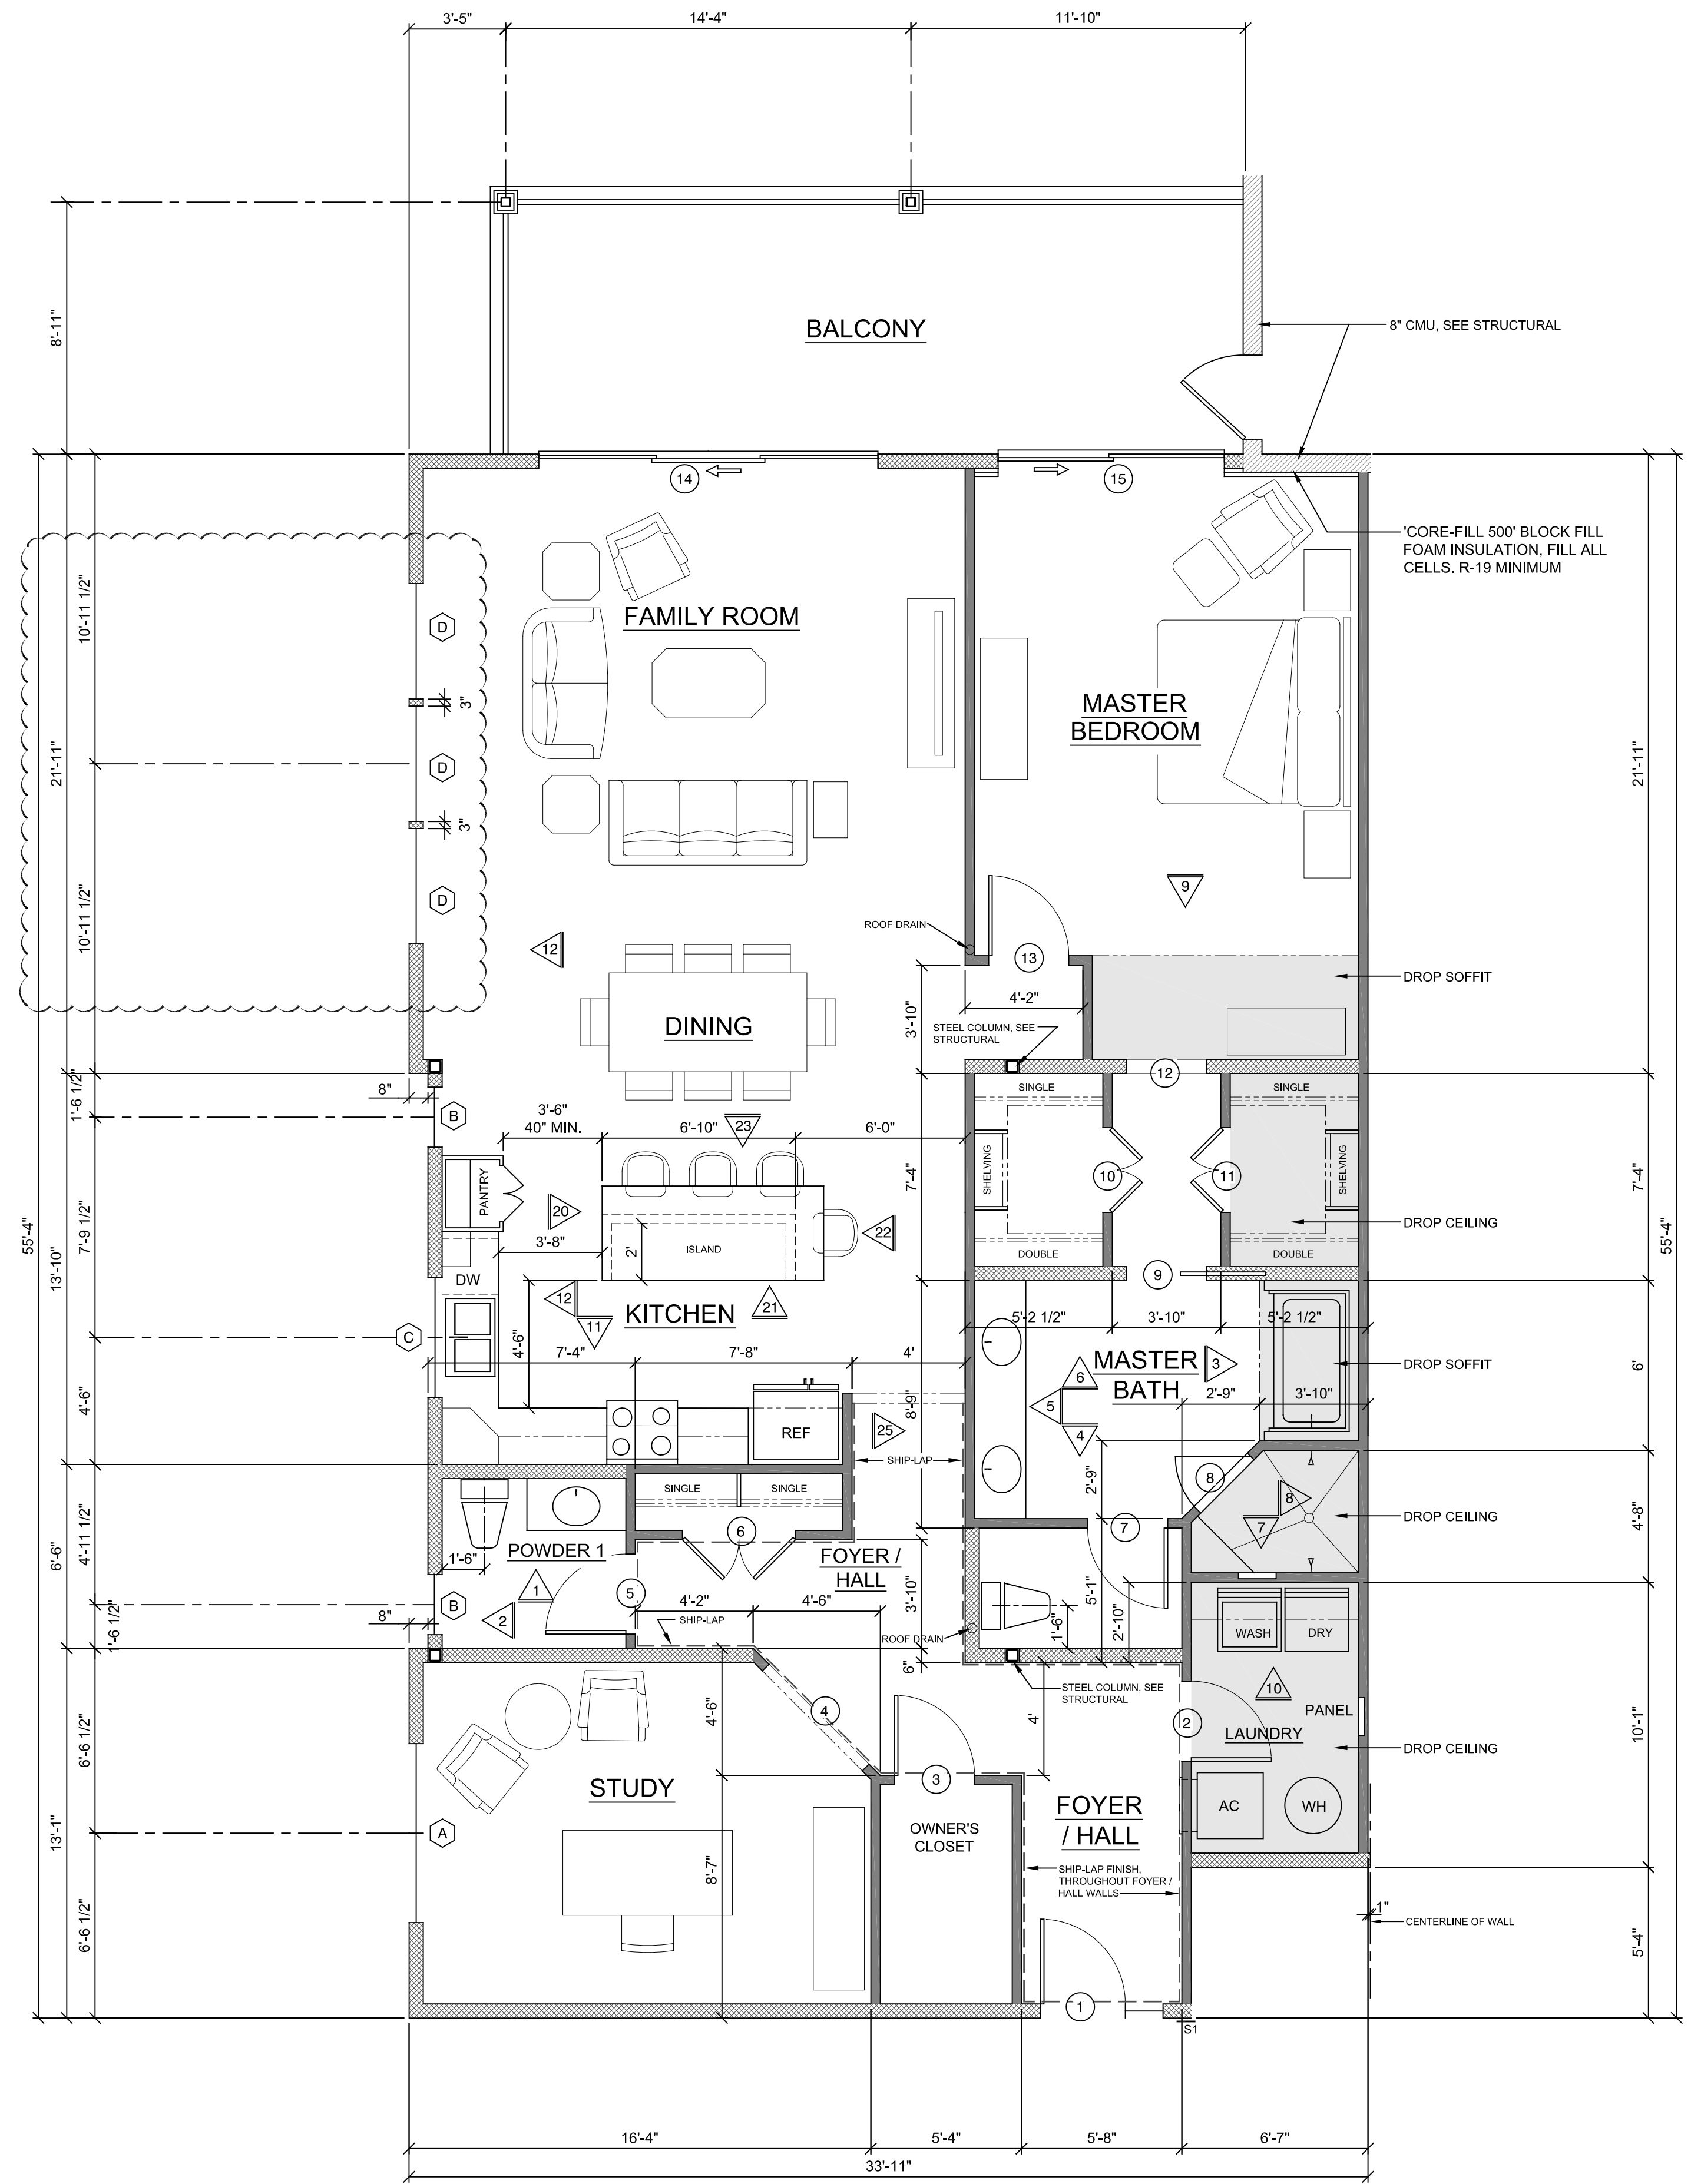 3'-5"
14'-4"
11'-10"
8'-11"
BALCONY
8" CMU, SEE STRUCTURAL
14
15
'CORE-FILL 500' BLOCK FILL
FOAM INSULATION, FILL ALL
CELLS. R-19 MINIMUM
10'-11 1/2"
D
FAMILY ROOM
3"
MASTER
BEDROOM
21'-11"
D
21'-11"
3"
10'-11 1/2"
D
9
12
ROOF DRAIN
13
DROP SOFFIT
4'-2"
3'-10"
DINING
STEEL COLUMN, SEE
STRUCTURAL
12
1'-6 1/2"
8"
B
SINGLE
SINGLE
3'-6"
40" MIN.
6'-10"
23
6'-0"
PANTRY
SHELVING
10
11
SHELVING
7'-4"
7'-4"
20
22
7'-9 1/2"
13'-10"
55'-4"
55'-4"
3'-8"
2'
ISLAND
DROP CEILING
DOUBLE
DOUBLE
DW
9
12
11
KITCHEN
21
5'-2 1/2"
3'-10"
5'-2 1/2"
C
4'-6"
7'-4"
7'-8"
4'
MASTER
BATH
3
DROP SOFFIT
6'
6
5
4
2'-9"
3'-10"
4'-6"
8'-9"
REF
25
SHIP-LAP
2'-9"
8
8
7
DROP CEILING
4'-8"
SINGLE
SINGLE
6
7
4'-11 1/2"
6'-6"
POWDER 1
1'-6"
1
2
5
FOYER /
HALL
3'-10"
5'-1"
1'-6"
2'-10"
B
8"
1'-6 1/2"
4'-2"
4'-6"
SHIP-LAP
ROOF DRAIN
6"
WASH
DRY
STEEL COLUMN, SEE
STRUCTURAL
10
PANEL
4'-6"
4
4'
2
LAUNDRY
10'-1"
DROP CEILING
6'-6 1/2"
STUDY
3
FOYER
/ HALL
AC
WH
A
13'-1"
OWNER'S
CLOSET
8'-7"
SHIP-LAP FINISH,
THROUGHOUT FOYER /
HALL WALLS
1"
CENTERLINE OF WALL
6'-6 1/2"
5'-4"
1
S1
16'-4"
5'-4"
5'-8"
6'-7"
33'-11"